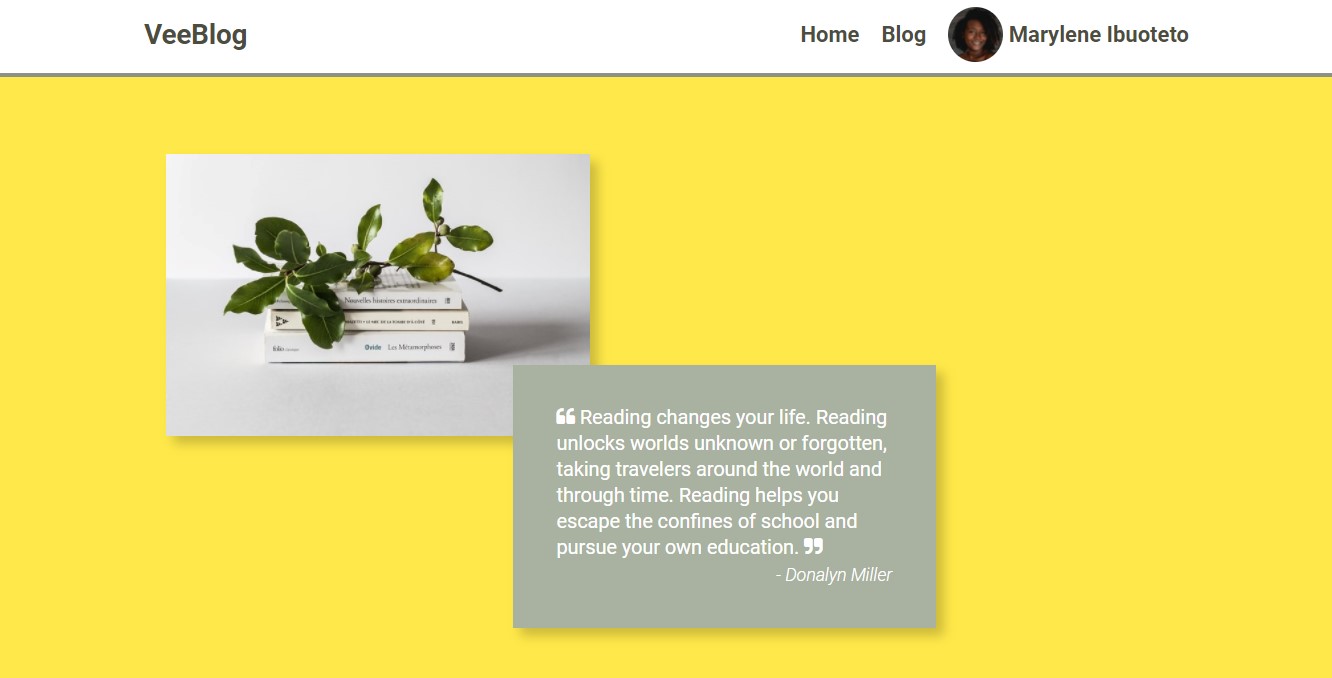 VeeBlog
Home Blog Marylene Ibuoteto
Nouvelles histoires extraordinaires
folio
Ovide Les Métamorphoses
❝ Reading changes your life. Reading
unlocks worlds unknown or forgotten,
taking travelers around the world and
through time. Reading helps you
escape the confines of school and
pursue your own education. ❞
- Donalyn Miller